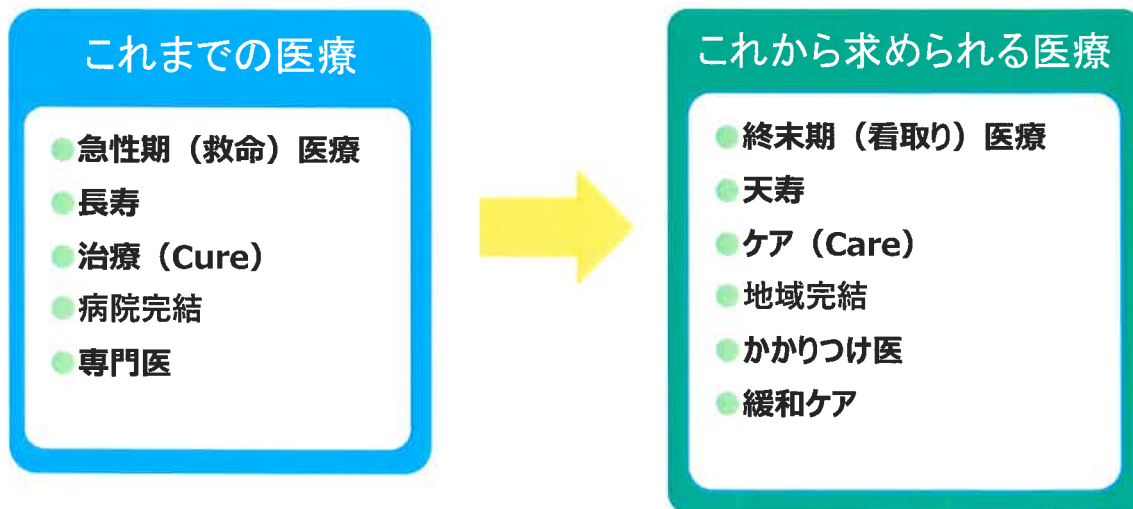 これまでの医療
急性期（救命）医療
長寿
治療（Cure）
病院完結
専門医
これから求められる医療
終末期（看取り）医療
天寿
ケア（Care）
地域完結
かかりつけ医
緩和ケア